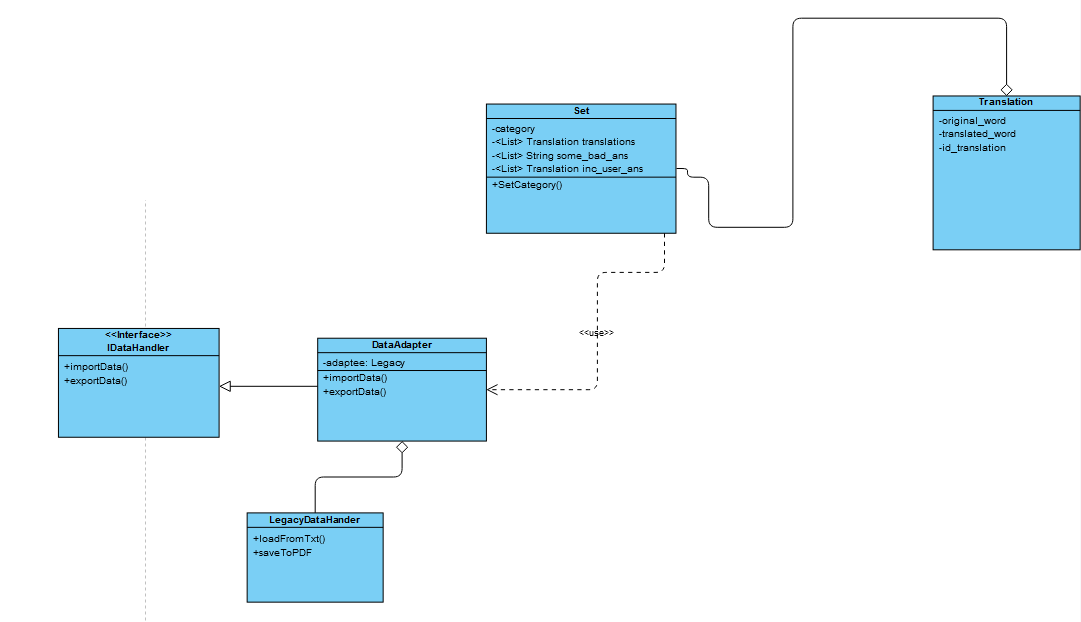 Set
-category
-<List> Translation translations
-<List> String some_bad_ans
-<List> Translation inc_user_ans
+SetCategory()
Translation
-original_word
-translated_word
-id_translation
<<use>>
<<Interface>>
IDataHandler
+importData()
+exportData()
DataAdapter
-adaptee: Legacy
+importData()
+exportData()
LegacyDataHander
+loadFromTxt()
+saveToPDF